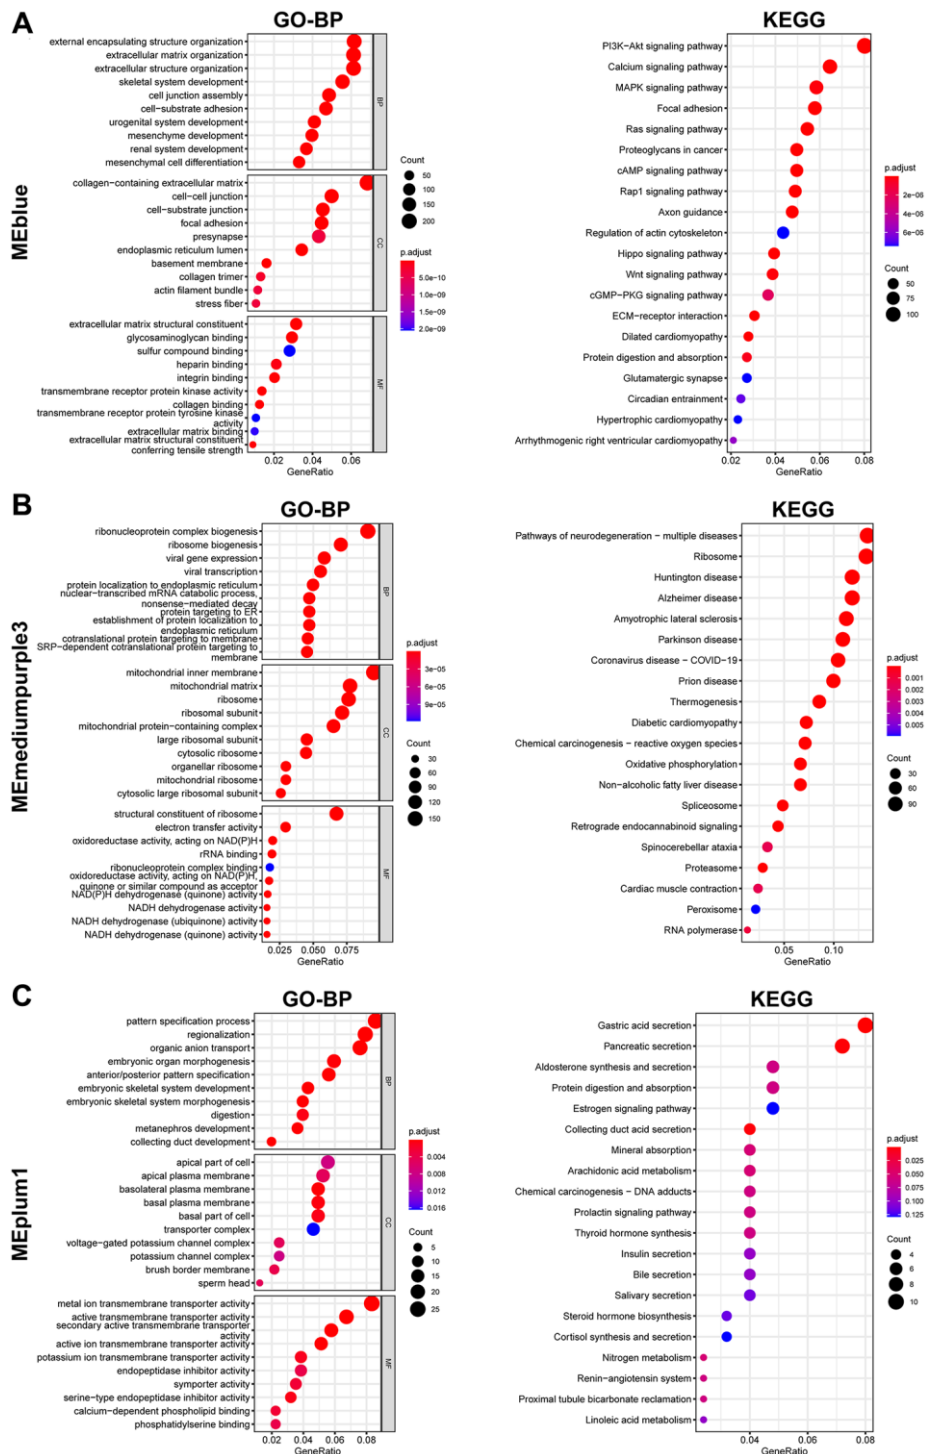 A
GO-BP
KEGG
MEblue
external encapsulating structure organization
extracellular matrix organization
extracellular structure organization
skeletal system development
cell junction assembly
cell−substrate adhesion
urogenital system development
mesenchyme development
renal system development
mesenchymal cell differentiation
BP
collagen−containing extracellular matrix
cell−cell junction
cell−substrate junction
focal adhesion
presynapse
endoplasmic reticulum lumen
basement membrane
collagen trimer
actin filament bundle
stress fiber
CC
extracellular matrix structural constituent
glycosaminoglycan binding
sulfur compound binding
heparin binding
integrin binding
transmembrane receptor protein kinase activity
collagen binding
transmembrane receptor protein tyrosine kinase
activity
extracellular matrix binding
extracellular matrix structural constituent
conferring tensile strength
MF
0.02 0.04 0.06
GeneRatio
Count
50
100
150
200
p.adjust
5.0e−10
1.0e−09
1.5e−09
2.0e−09
PI3K−Akt signaling pathway
Calcium signaling pathway
MAPK signaling pathway
Focal adhesion
Ras signaling pathway
Proteoglycans in cancer
cAMP signaling pathway
Rap1 signaling pathway
Axon guidance
Regulation of actin cytoskeleton
Hippo signaling pathway
Wnt signaling pathway
cGMP−PKG signaling pathway
ECM−receptor interaction
Dilated cardiomyopathy
Protein digestion and absorption
Glutamatergic synapse
Circadian entrainment
Hypertrophic cardiomyopathy
Arrhythmogenic right ventricular cardiomyopathy
0.02 0.04 0.06 0.08
GeneRatio
p.adjust
2e−06
4e−06
6e−06
Count
50
75
100
B
GO-BP
KEGG
MEmediumpurple3
ribonucleoprotein complex biogenesis
ribosome biogenesis
viral gene expression
viral transcription
protein localization to endoplasmic reticulum
nuclear−transcribed mRNA catabolic process,
nonsense−mediated decay
protein targeting to ER
establishment of protein localization to
endoplasmic reticulum
cotranslational protein targeting to membrane
SRP−dependent cotranslational protein targeting to
membrane
BP
mitochondrial inner membrane
mitochondrial matrix
ribosome
ribosomal subunit
mitochondrial protein−containing complex
large ribosomal subunit
cytosolic ribosome
organellar ribosome
mitochondrial ribosome
cytosolic large ribosomal subunit
CC
structural constituent of ribosome
electron transfer activity
oxidoreductase activity, acting on NAD(P)H
rRNA binding
ribonucleoprotein complex binding
oxidoreductase activity, acting on NAD(P)H,
quinone or similar compound as acceptor
NAD(P)H dehydrogenase (quinone) activity
NADH dehydrogenase activity
NADH dehydrogenase (ubiquinone) activity
NADH dehydrogenase (quinone) activity
MF
0.025 0.050 0.075
GeneRatio
p.adjust
3e−05
6e−05
9e−05
Count
30
60
90
120
150
Pathways of neurodegeneration − multiple diseases
Ribosome
Huntington disease
Alzheimer disease
Amyotrophic lateral sclerosis
Parkinson disease
Coronavirus disease − COVID−19
Prion disease
Thermogenesis
Diabetic cardiomyopathy
Chemical carcinogenesis − reactive oxygen species
Oxidative phosphorylation
Non−alcoholic fatty liver disease
Spliceosome
Retrograde endocannabinoid signaling
Spinocerebellar ataxia
Proteasome
Cardiac muscle contraction
Peroxisome
RNA polymerase
0.05 0.10
GeneRatio
p.adjust
0.001
0.002
0.003
0.004
0.005
Count
30
60
90
C
GO-BP
KEGG
MEplum1
pattern specification process
regionalization
organic anion transport
embryonic organ morphogenesis
anterior/posterior pattern specification
embryonic skeletal system development
embryonic skeletal system morphogenesis
digestion
metanephros development
collecting duct development
BP
apical part of cell
apical plasma membrane
basolateral plasma membrane
basal plasma membrane
basal part of cell
transporter complex
voltage−gated potassium channel complex
potassium channel complex
brush border membrane
sperm head
CC
metal ion transmembrane transporter activity
active transmembrane transporter activity
secondary active transmembrane transporter
activity
active ion transmembrane transporter activity
potassium ion transmembrane transporter activity
endopeptidase inhibitor activity
symporter activity
serine−type endopeptidase inhibitor activity
calcium−dependent phospholipid binding
phosphatidylserine binding
MF
0.02 0.04 0.06 0.08
GeneRatio
p.adjust
0.004
0.008
0.012
0.016
Count
5
10
15
20
25
Gastric acid secretion
Pancreatic secretion
Aldosterone synthesis and secretion
Protein digestion and absorption
Estrogen signaling pathway
Collecting duct acid secretion
Mineral absorption
Arachidonic acid metabolism
Chemical carcinogenesis − DNA adducts
Prolactin signaling pathway
Thyroid hormone synthesis
Insulin secretion
Bile secretion
Salivary secretion
Steroid hormone biosynthesis
Cortisol synthesis and secretion
Nitrogen metabolism
Renin−angiotensin system
Proximal tubule bicarbonate reclamation
Linoleic acid metabolism
0.04 0.06 0.08
GeneRatio
p.adjust
0.025
0.050
0.075
0.100
0.125
Count
4
6
8
10